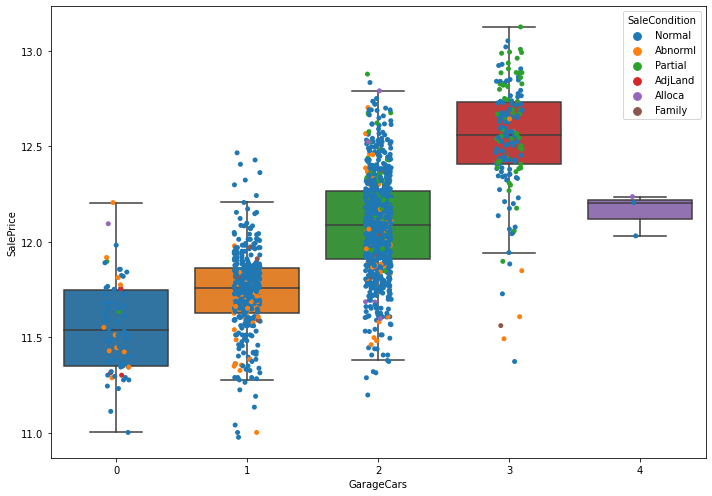 SaleCondition
Normal
Abnorml
Partial
AdjLand
Alloca
Family
SalePrice
13.0
12.5
12.0
11.5
11.0
0 1 2 3 4
GarageCars